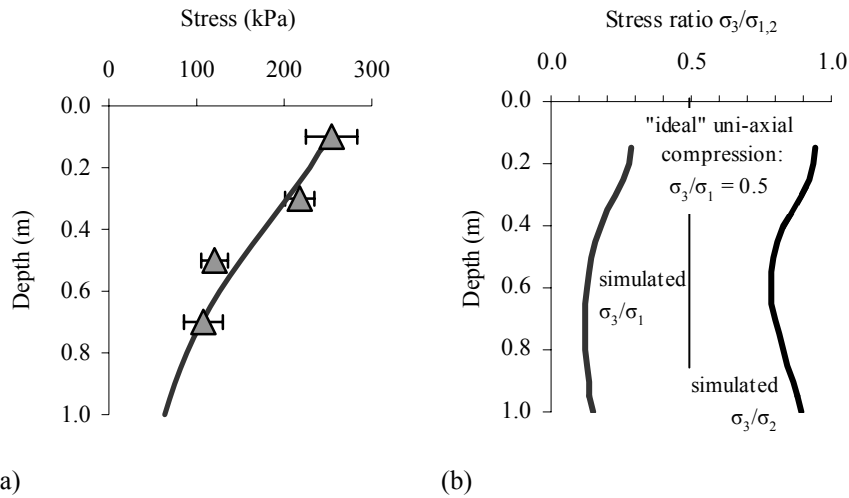 Stress (kPa)
0 100 200 300
0.0
0.2
0.4
0.6
0.8
1.0
Depth (m)
a)
Stress ratio σ3/σ1,2
0.0 0.5 1.0
0.0
0.2
0.4
0.6
0.8
1.0
Depth (m)
"ideal" uni-axial
compression:
σ3/σ1 = 0.5
simulated
σ3/σ1
simulated
σ3/σ2
(b)